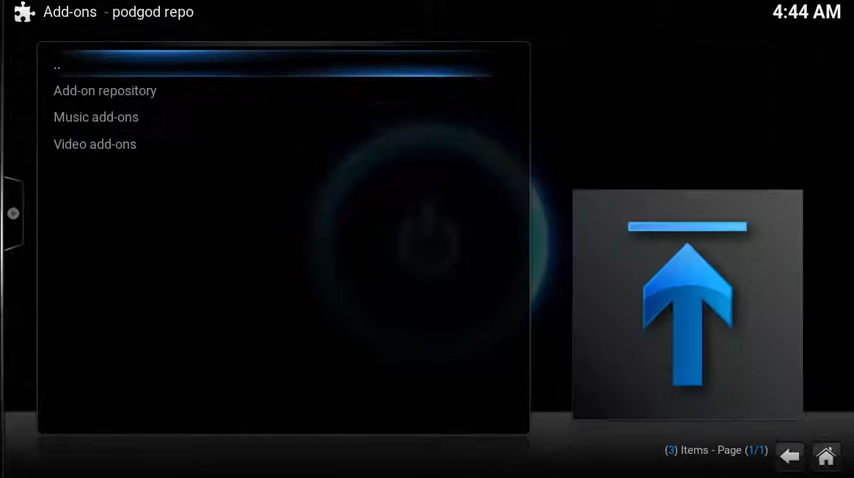 Add-ons - podgod repo
4:44 AM
..
Add-on repository
Music add-ons
Video add-ons
(3) Items - Page (1/1)